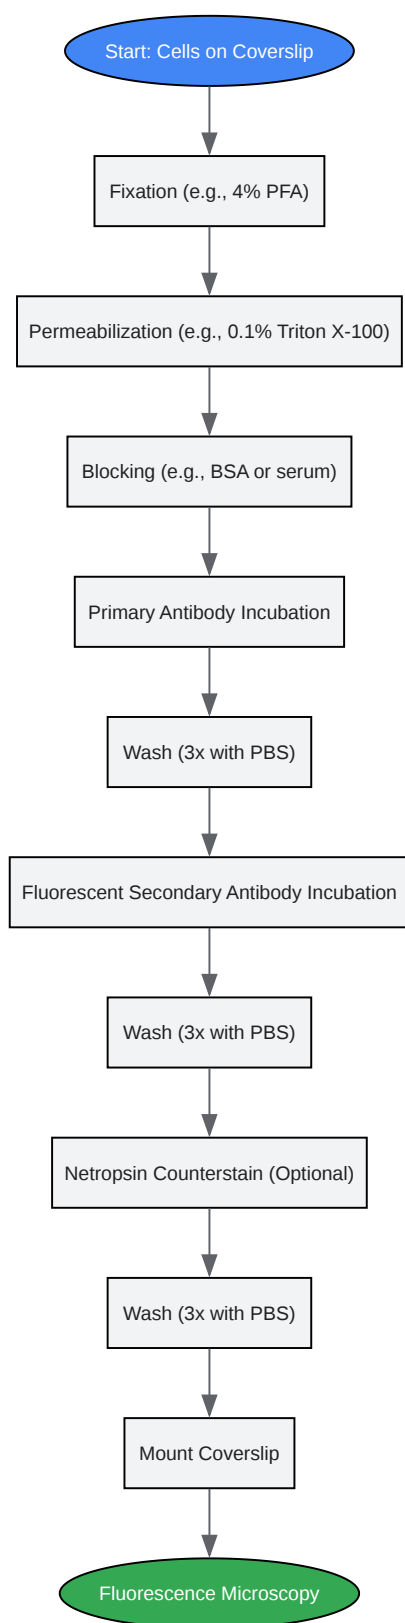 Start: Cells on Coverslip
Fixation (e.g., 4% PFA)
Permeabilization (e.g., 0.1% Triton X-100)
Blocking (e.g., BSA or serum)
Primary Antibody Incubation
Wash (3x with PBS)
Fluorescent Secondary Antibody Incubation
Wash (3x with PBS)
Netropsin Counterstain (Optional)
Wash (3x with PBS)
Mount Coverslip
Fluorescence Microscopy